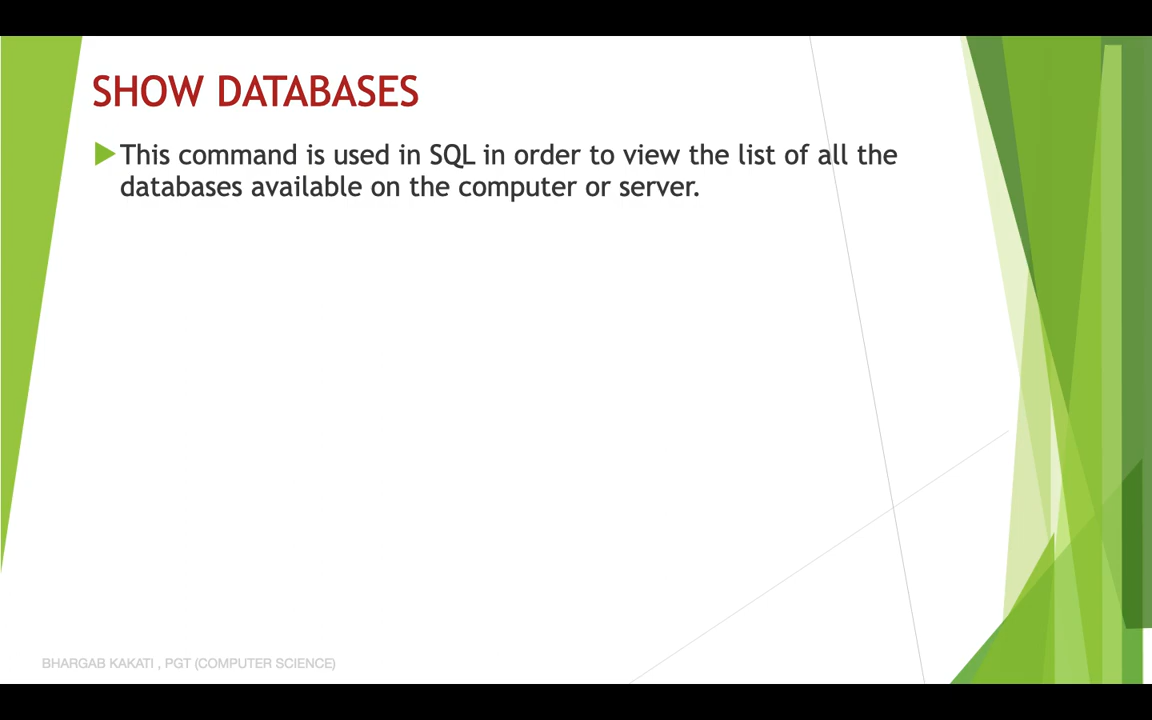 SHOW DATABASES
This command is used in SQL in order to view the list of all the
databases available on the computer or server.
BHARGAB KAKATI , PGT (COMPUTER SCIENCE)